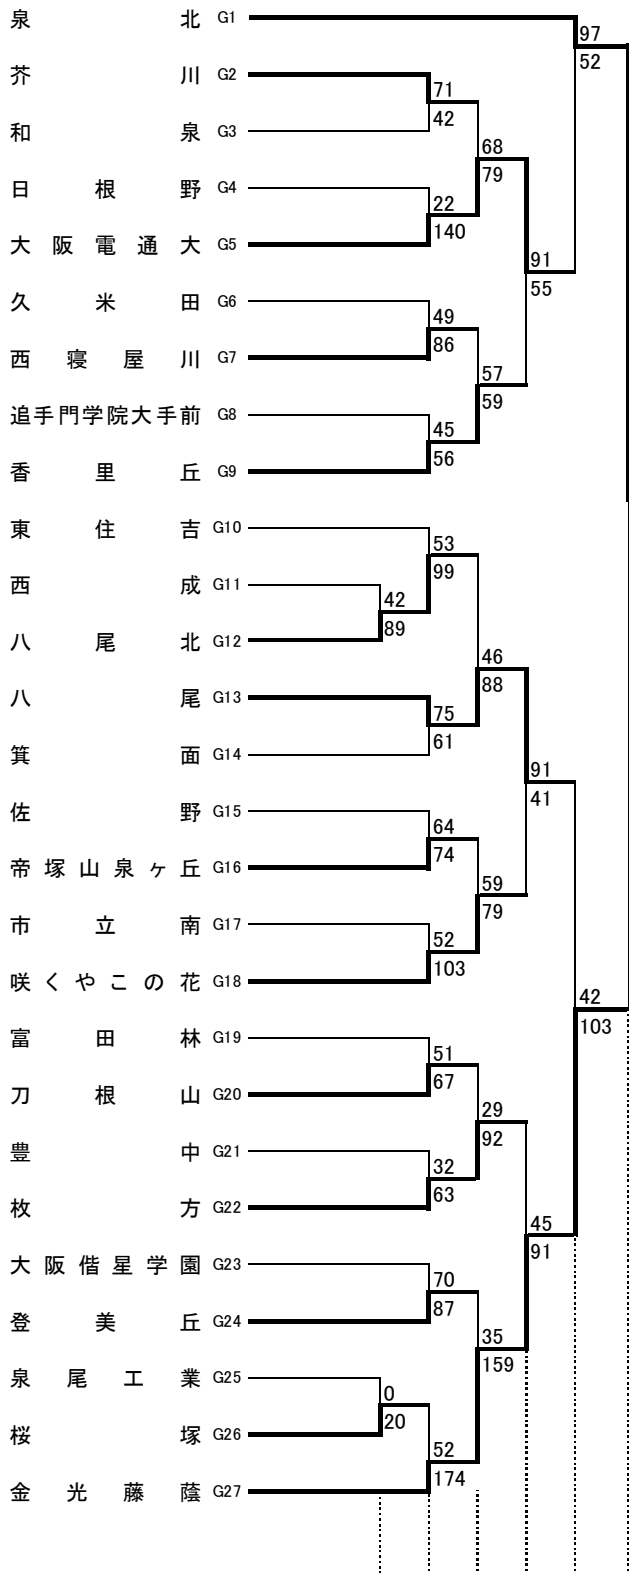 泉北 G1
97
52
芥川 G2
71
42
和泉 G3
68
79
日根野 G4
22
140
大阪電通大 G5
91
55
久米田 G6
49
86
西寝屋川 G7
57
59
追手門学院大手前 G8
45
56
香里丘 G9
東住吉 G10
53
99
西成 G11
42
89
八尾北 G12
46
88
八尾 G13
75
61
箕面 G14
91
41
佐野 G15
64
74
帝塚山泉ヶ丘 G16
59
79
市立南 G17
52
103
咲くやこの花 G18
42
103
富田林 G19
51
67
刀根山 G20
29
92
豊中 G21
32
63
枚方 G22
45
91
大阪偕星学園 G23
70
87
登美丘 G24
35
159
泉尾工業 G25
0
20
桜塚 G26
52
174
金光藤蔭 G27